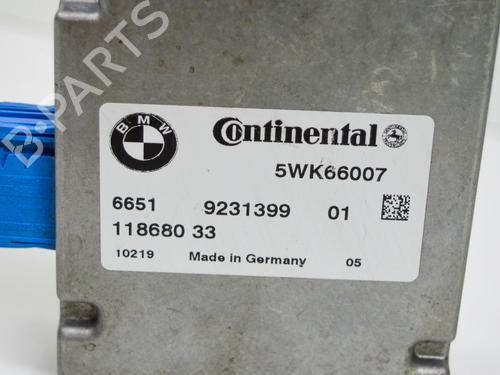 B-PARTS
BMW
Continental
5WK66007
6651 9231399 01
118680 33
10219 Made in Germany 05